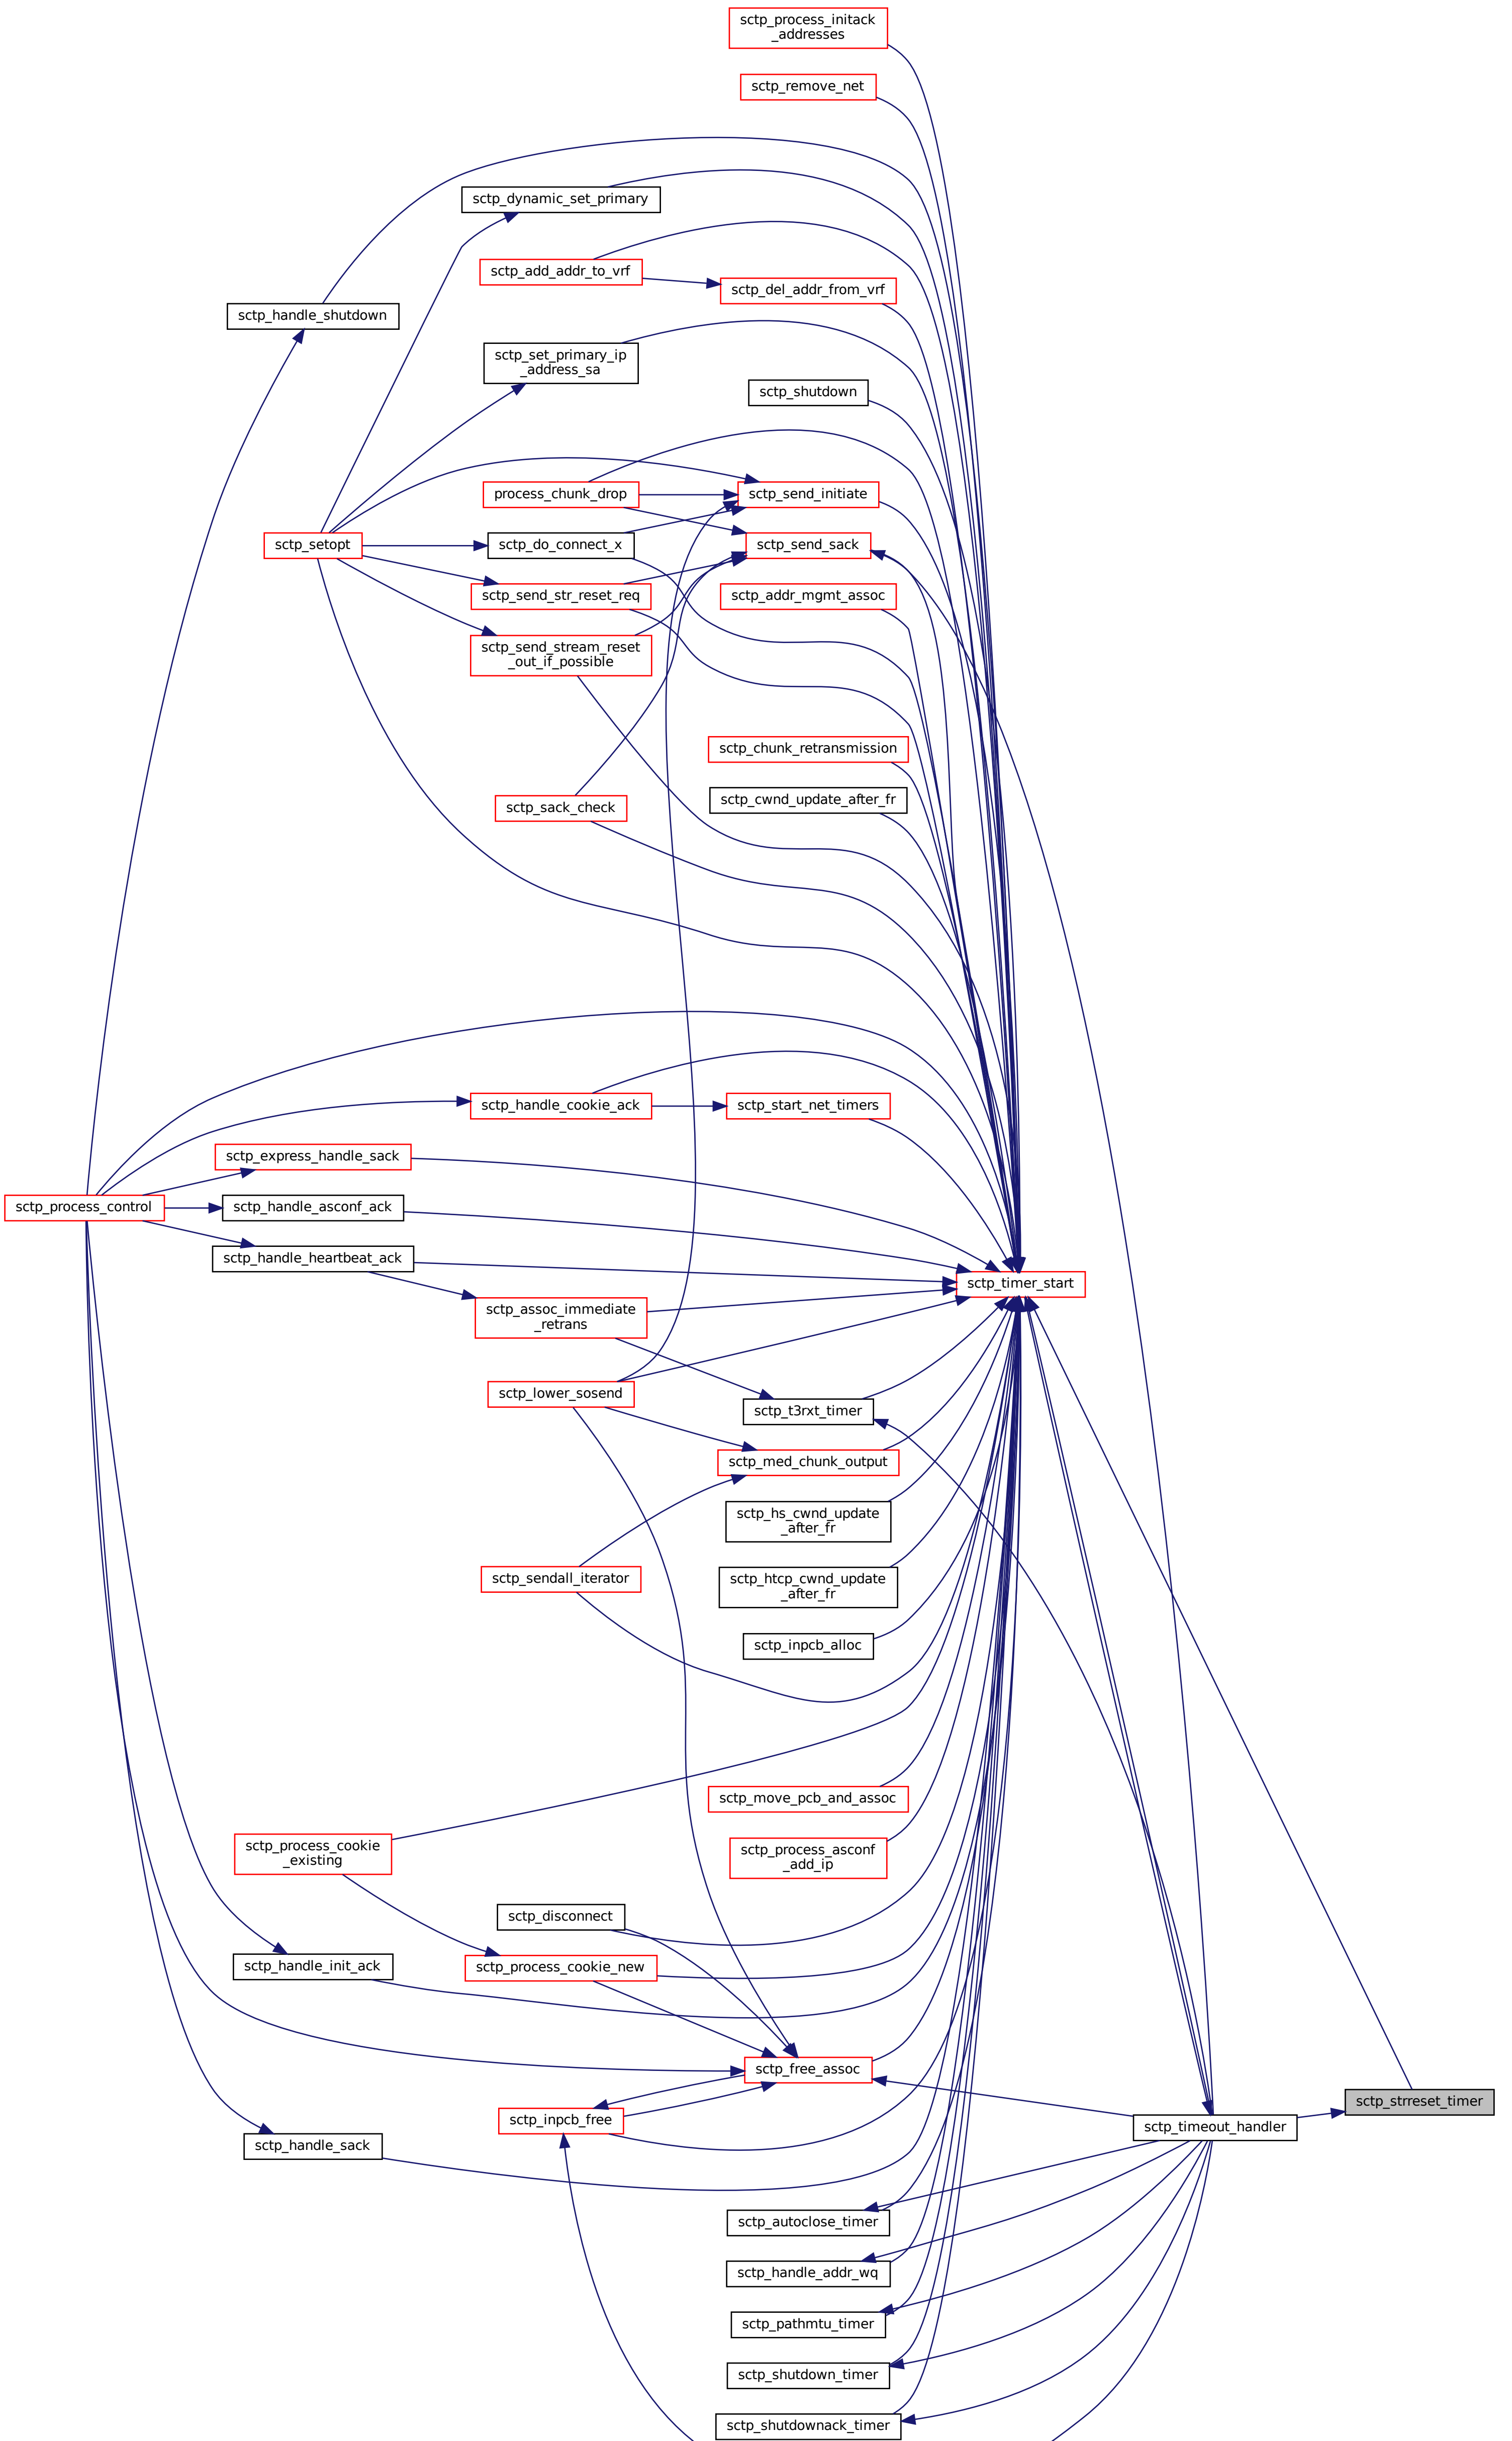 sctp_process_initack
_addresses
sctp_remove_net
sctp_dynamic_set_primary
sctp_add_addr_to_vrf
sctp_del_addr_from_vrf
sctp_handle_shutdown
sctp_set_primary_ip
_address_sa
sctp_shutdown
process_chunk_drop
sctp_send_initiate
sctp_setopt
sctp_do_connect_x
sctp_send_sack
sctp_send_str_reset_req
sctp_addr_mgmt_assoc
sctp_send_stream_reset
_out_if_possible
sctp_chunk_retransmission
sctp_cwnd_update_after_fr
sctp_sack_check
sctp_handle_cookie_ack
sctp_start_net_timers
sctp_express_handle_sack
sctp_process_control
sctp_handle_asconf_ack
sctp_handle_heartbeat_ack
sctp_timer_start
sctp_assoc_immediate
_retrans
sctp_lower_sosend
sctp_t3rxt_timer
sctp_med_chunk_output
sctp_hs_cwnd_update
_after_fr
sctp_sendall_iterator
sctp_htcp_cwnd_update
_after_fr
sctp_inpcb_alloc
sctp_move_pcb_and_assoc
sctp_process_cookie
_existing
sctp_process_asconf
_add_ip
sctp_disconnect
sctp_handle_init_ack
sctp_process_cookie_new
sctp_free_assoc
sctp_strreset_timer
sctp_inpcb_free
sctp_timeout_handler
sctp_handle_sack
sctp_autoclose_timer
sctp_handle_addr_wq
sctp_pathmtu_timer
sctp_shutdown_timer
sctp_shutdownack_timer